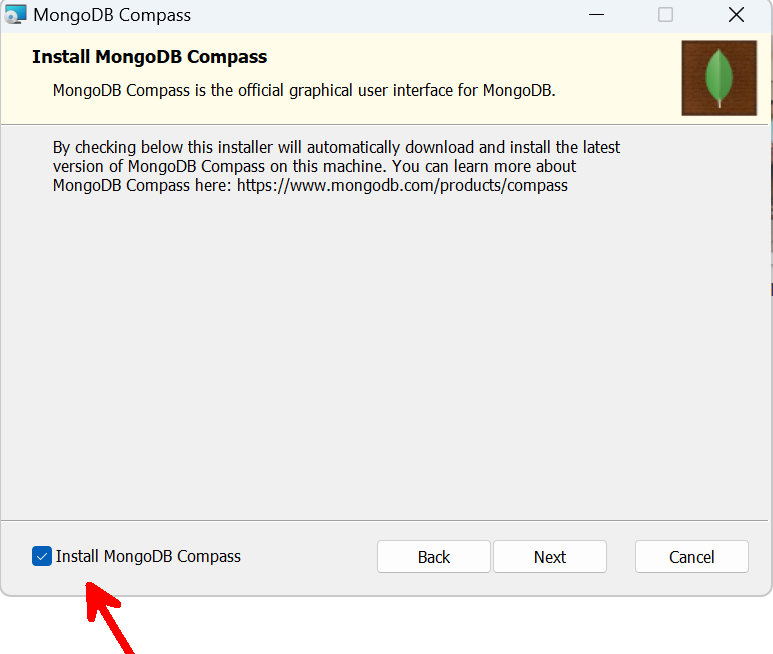 MongoDB Compass
Install MongoDB Compass
MongoDB Compass is the official graphical user interface for MongoDB.
By checking below this installer will automatically download and install the latest
version of MongoDB Compass on this machine. You can learn more about
MongoDB Compass here: https://www.mongodb.com/products/compass
Install MongoDB Compass
Back
Next
Cancel